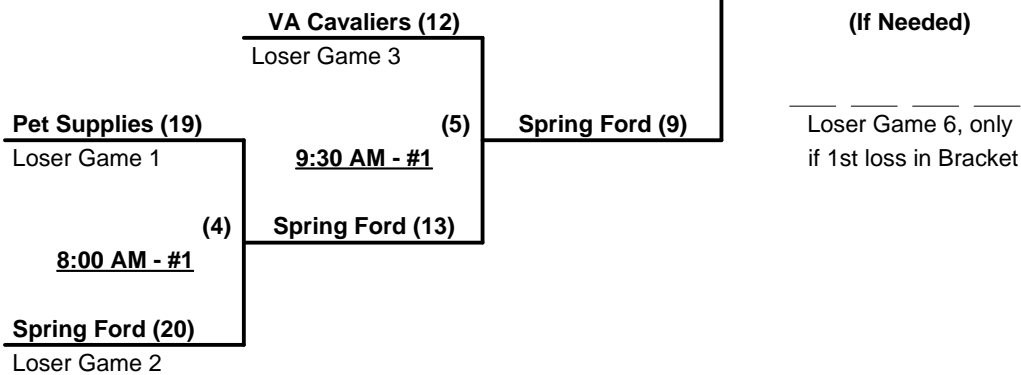 VA Cavaliers (12)
(If Needed)
Loser Game 3
Pet Supplies (19)
(5)
Spring Ford (9)
Loser Game 6, only
Loser Game 1
9:30 AM - #1
if 1st loss in Bracket
(4)
Spring Ford (13)
8:00 AM - #1
Spring Ford (20)
Loser Game 2